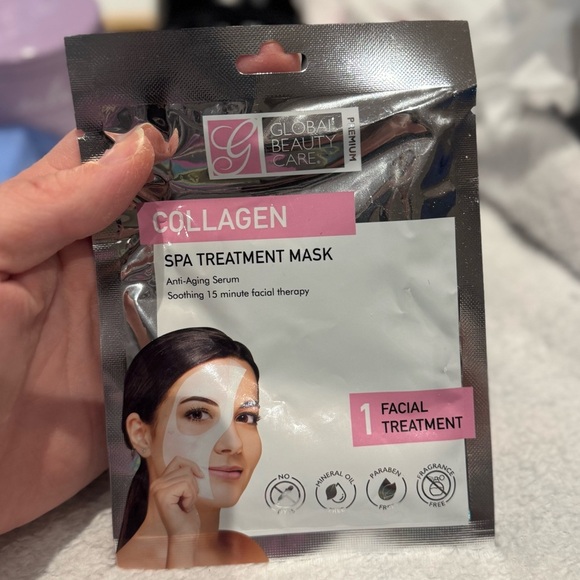 GLOBAL
BEAUTY
CARE
PREMIUM
COLLAGEN
SPA TREATMENT MASK
Anti-Aging Serum
Soothing 15 minute facial therapy
1 FACIAL
TREATMENT
NO
MINERAL OIL
PARABEN
FREE
FRAGRANCE
FREE